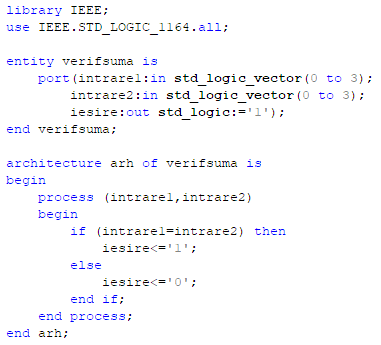 library IEEE;
use IEEE.STD_LOGIC_1164.all;
entity verifsuma is
port(intrare1:in std_logic_vector(0 to 3);
intrare2:in std_logic_vector(0 to 3);
iesire:out std_logic:='1');
end verifsuma;
architecture arh of verifsuma is
begin
process (intrare1,intrare2)
begin
if (intrare1=intrare2) then
iesire<='1';
else
iesire<='0';
end if;
end process;
end arh;